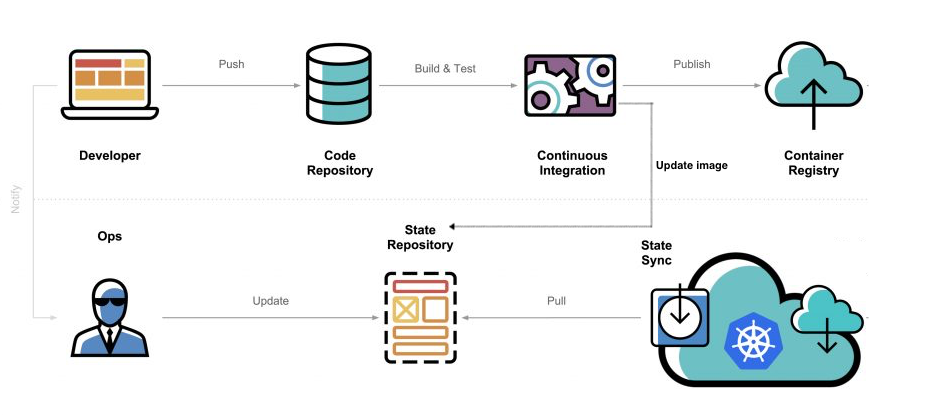 Push
Build & Test
Publish
Developer
Code
Repository
Continuous
Integration
Container
Registry
Update image
Notify
Ops
State
Repository
State
Sync
Update
Pull